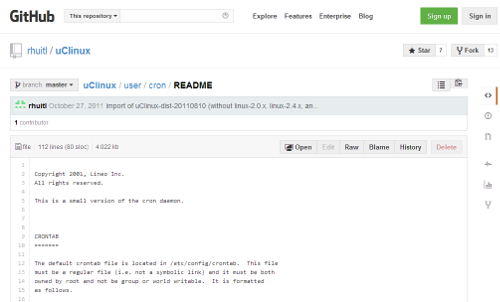 GitHub This repository Explore Features Enterprise Blog Sign up Sign in
rhuitl / uClinux Star 7 Fork
branch: master uClinux / user / cron / README
rhuitl October 27, 2011 Import of uClinux-dist-20110810 (without linux-2.0.x, linux-2.4.x, an...
1 contributor
file 112 lines (80 sloc) 4.022 kb Open Edit Raw Blame History Delete
1
2 Copyright 2001, Lineo Inc.
3 All rights reserved.
4
5 This is a small version of the cron daemon.
6
7
8
9 CRONTAB
10 =======
11
12 The default crontab file is located in /etc/config/crontab. This file
13 must be a regular file (i.e. not a symbolic link) and it must be both
14 owned by root and not be group or world writable. It is formatted
15 as follows.
16